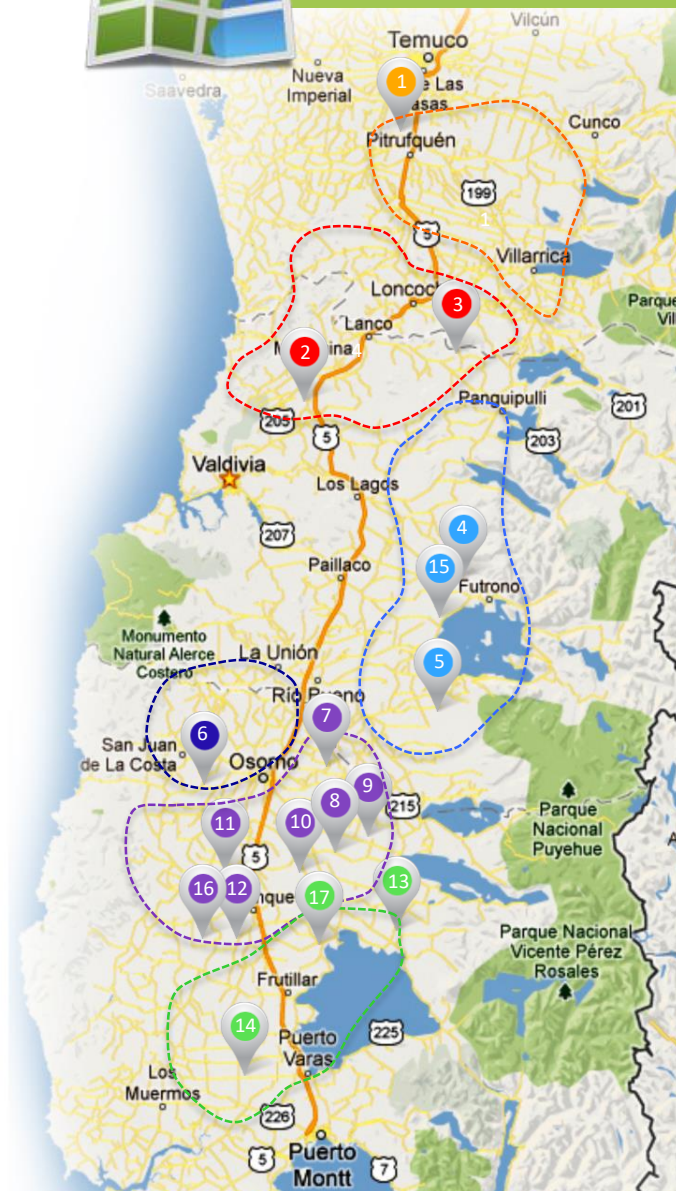 Vilcún
Temuco
Nueva
Imperial
Saavedra
1
e Las
asas
Cunco
Pitrufquén
199
1
5
Villarrica
Loncoch
3
Parque
Lanco
2
205
5
Panguipulli
201
203
Valdivia
Los Lagos
4
207
15
Paillaco
Futrono
Monumento
Natural Alerce
Costero
La Unión
5
Río Bueno
7
6
San Juan
de La Costa
Osorno
9
8
215
10
11
Parque
Nacional
Puyehue
5
16
12
nque
17
13
Parque Nacional
Vicente Pérez
Rosales
Frutillar
14
Puerto
Varas
225
Los
Muermos
226
5
Puerto
Montt
7